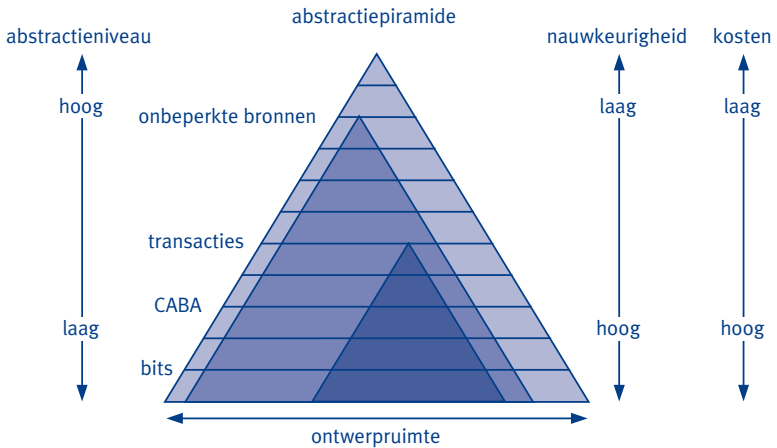 abstractiepiramide
abstractieniveau
nauwkeurigheid
kosten
hoog
onbeperkte bronnen
laag
laag
transacties
CABA
laag
hoog
hoog
bits
ontwerpruimte